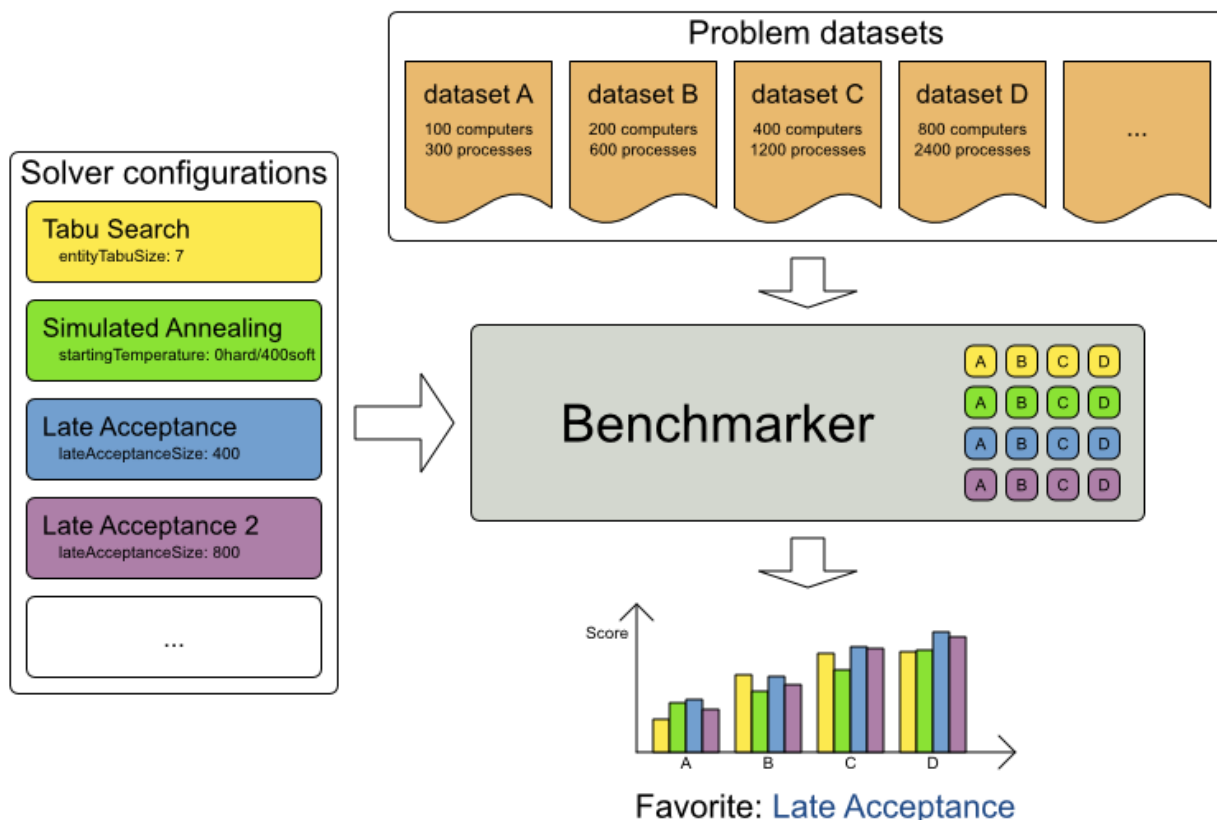 Problem datasets
dataset A
100 computers
300 processes
dataset B
200 computers
600 processes
dataset C
400 computers
1200 processes
dataset D
800 computers
2400 processes
...
Solver configurations
Tabu Search
entityTabuSize: 7
Simulated Annealing
startingTemperature: 0hard/400soft
Late Acceptance
lateAcceptanceSize: 400
Late Acceptance 2
lateAcceptanceSize: 800
...
Benchmarker
A B C D
A B C D
A B C D
A B C D
Score
A B C D
Favorite: Late Acceptance